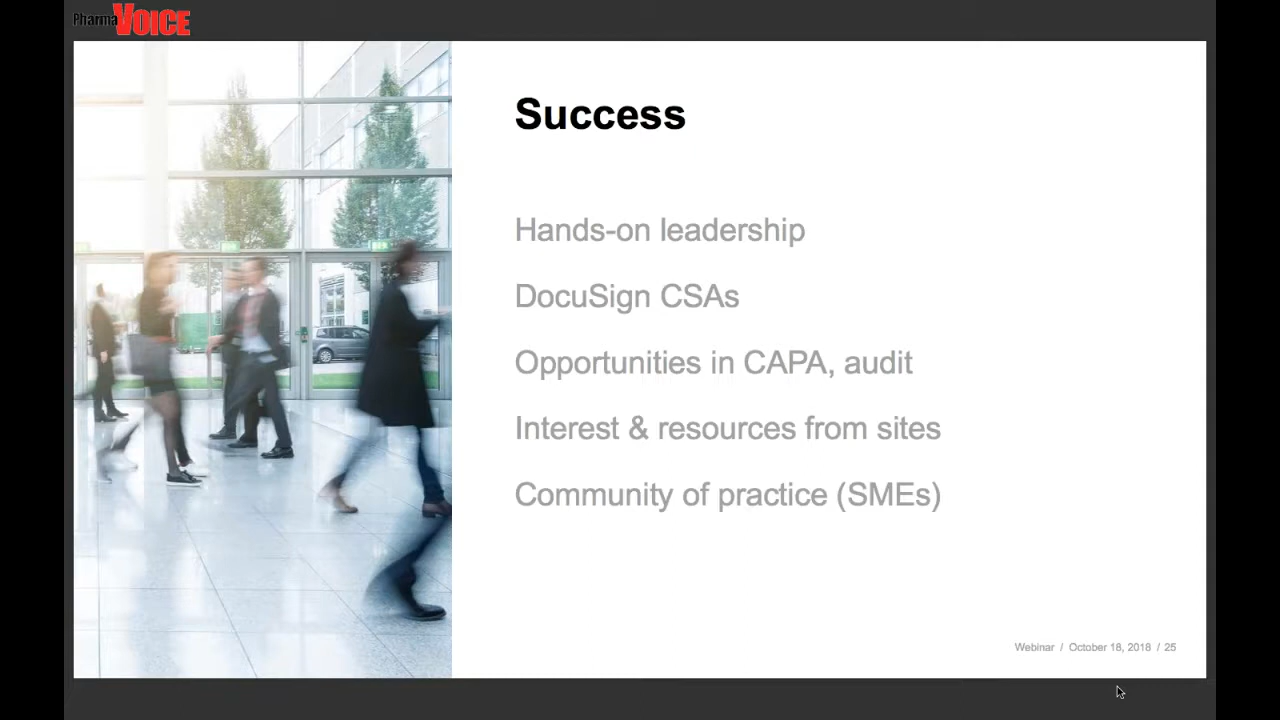 PharmaVOICE
Success
Hands-on leadership
DocuSign CSAs
Opportunities in CAPA, audit
Interest & resources from sites
Community of practice (SMEs)
Webinar / October 18, 2018 / 25